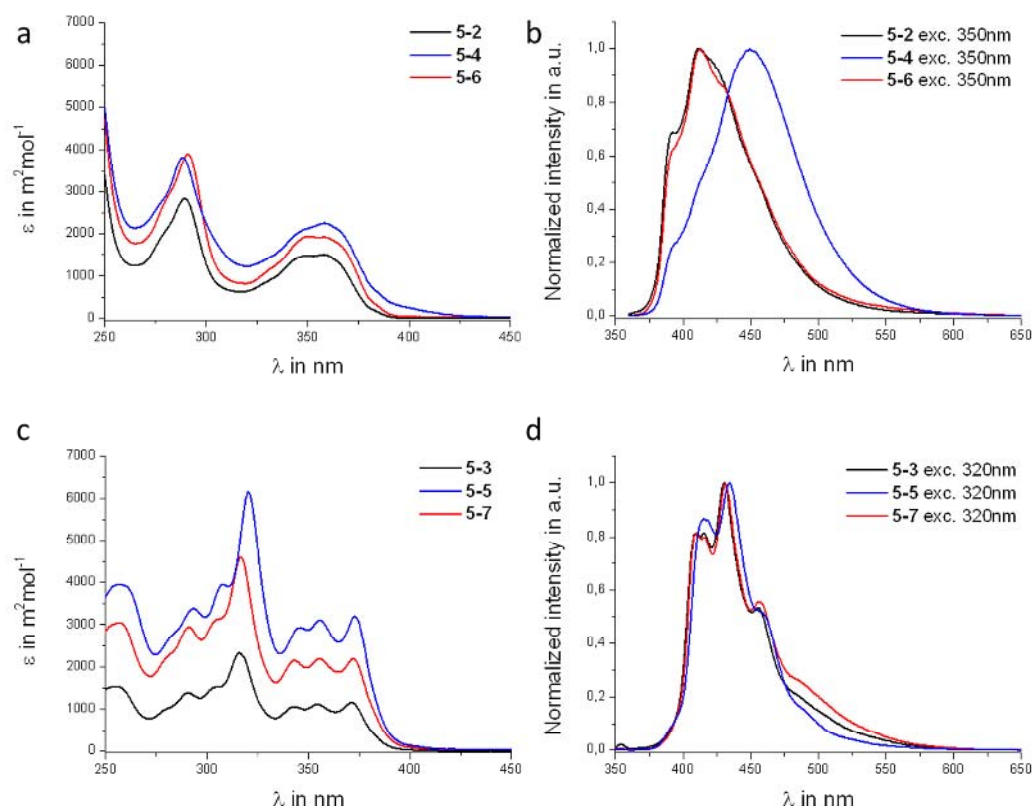 a
7000
6000
5000
4000
3000
2000
1000
0
ε in m²mol⁻¹
5-2
5-4
5-6
250 300 350 400 450
λ in nm
b
1,0
0,8
0,6
0,4
0,2
0,0
Normalized intensity in a.u.
5-2 exc. 350nm
5-4 exc. 350nm
5-6 exc. 350nm
350 400 450 500 550 600 650
λ in nm
c
7000
6000
5000
4000
3000
2000
1000
0
ε in m²mol⁻¹
5-3
5-5
5-7
250 300 350 400 450
λ in nm
d
1,0
0,8
0,6
0,4
0,2
0,0
Normalized intensity in a.u.
5-3 exc. 320nm
5-5 exc. 320nm
5-7 exc. 320nm
350 400 450 500 550 600 650
λ in nm